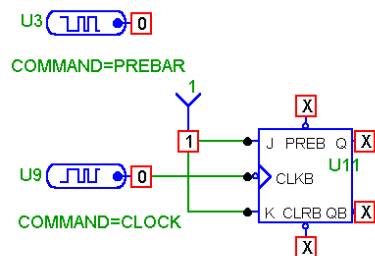 U3 0
COMMAND=PREBAR
1
X
1 J PREB Q X
U11
U9 0 CLKB
COMMAND=CLOCK
K CLRB QB X
X